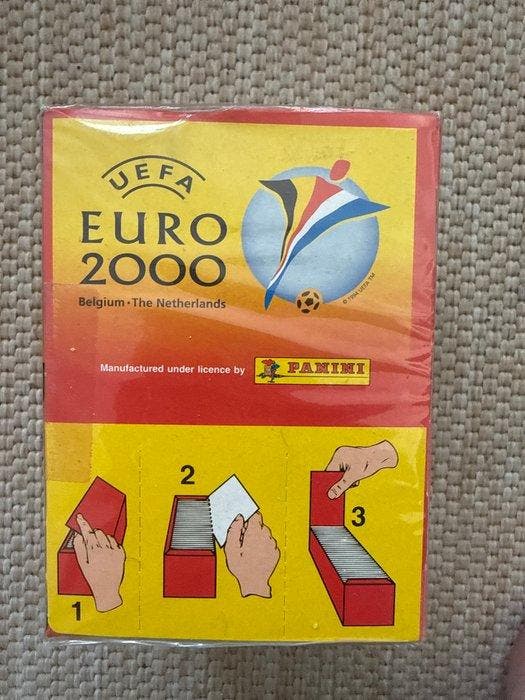 UEFA
EURO
2000
Belgium • The Netherlands
© 1994 UEFA TM
Manufactured under licence by
PANINI
1
2
3